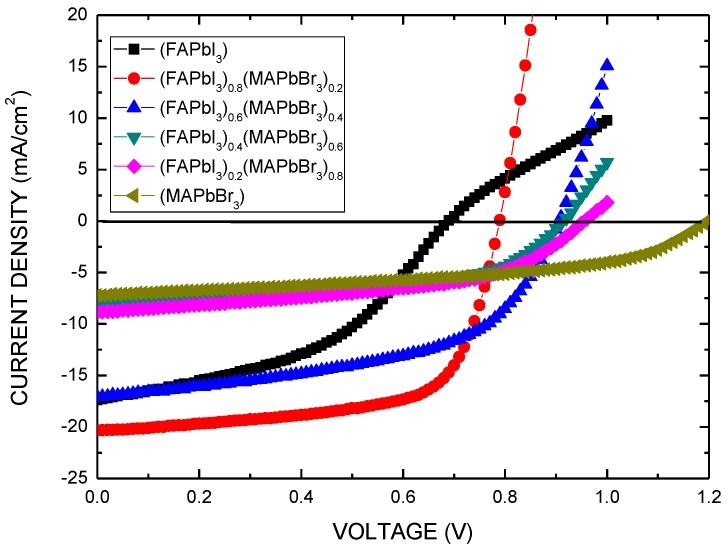 20
15
10
5
0
-5
-10
-15
-20
-25
CURRENT DENSITY (mA/cm²)
(FAPbI₃)
(FAPbI₃)₀.₈(MAPbBr₃)₀.₂
(FAPbI₃)₀.₆(MAPbBr₃)₀.₄
(FAPbI₃)₀.₄(MAPbBr₃)₀.₆
(FAPbI₃)₀.₂(MAPbBr₃)₀.₈
(MAPbBr₃)
0.0 0.2 0.4 0.6 0.8 1.0 1.2
VOLTAGE (V)